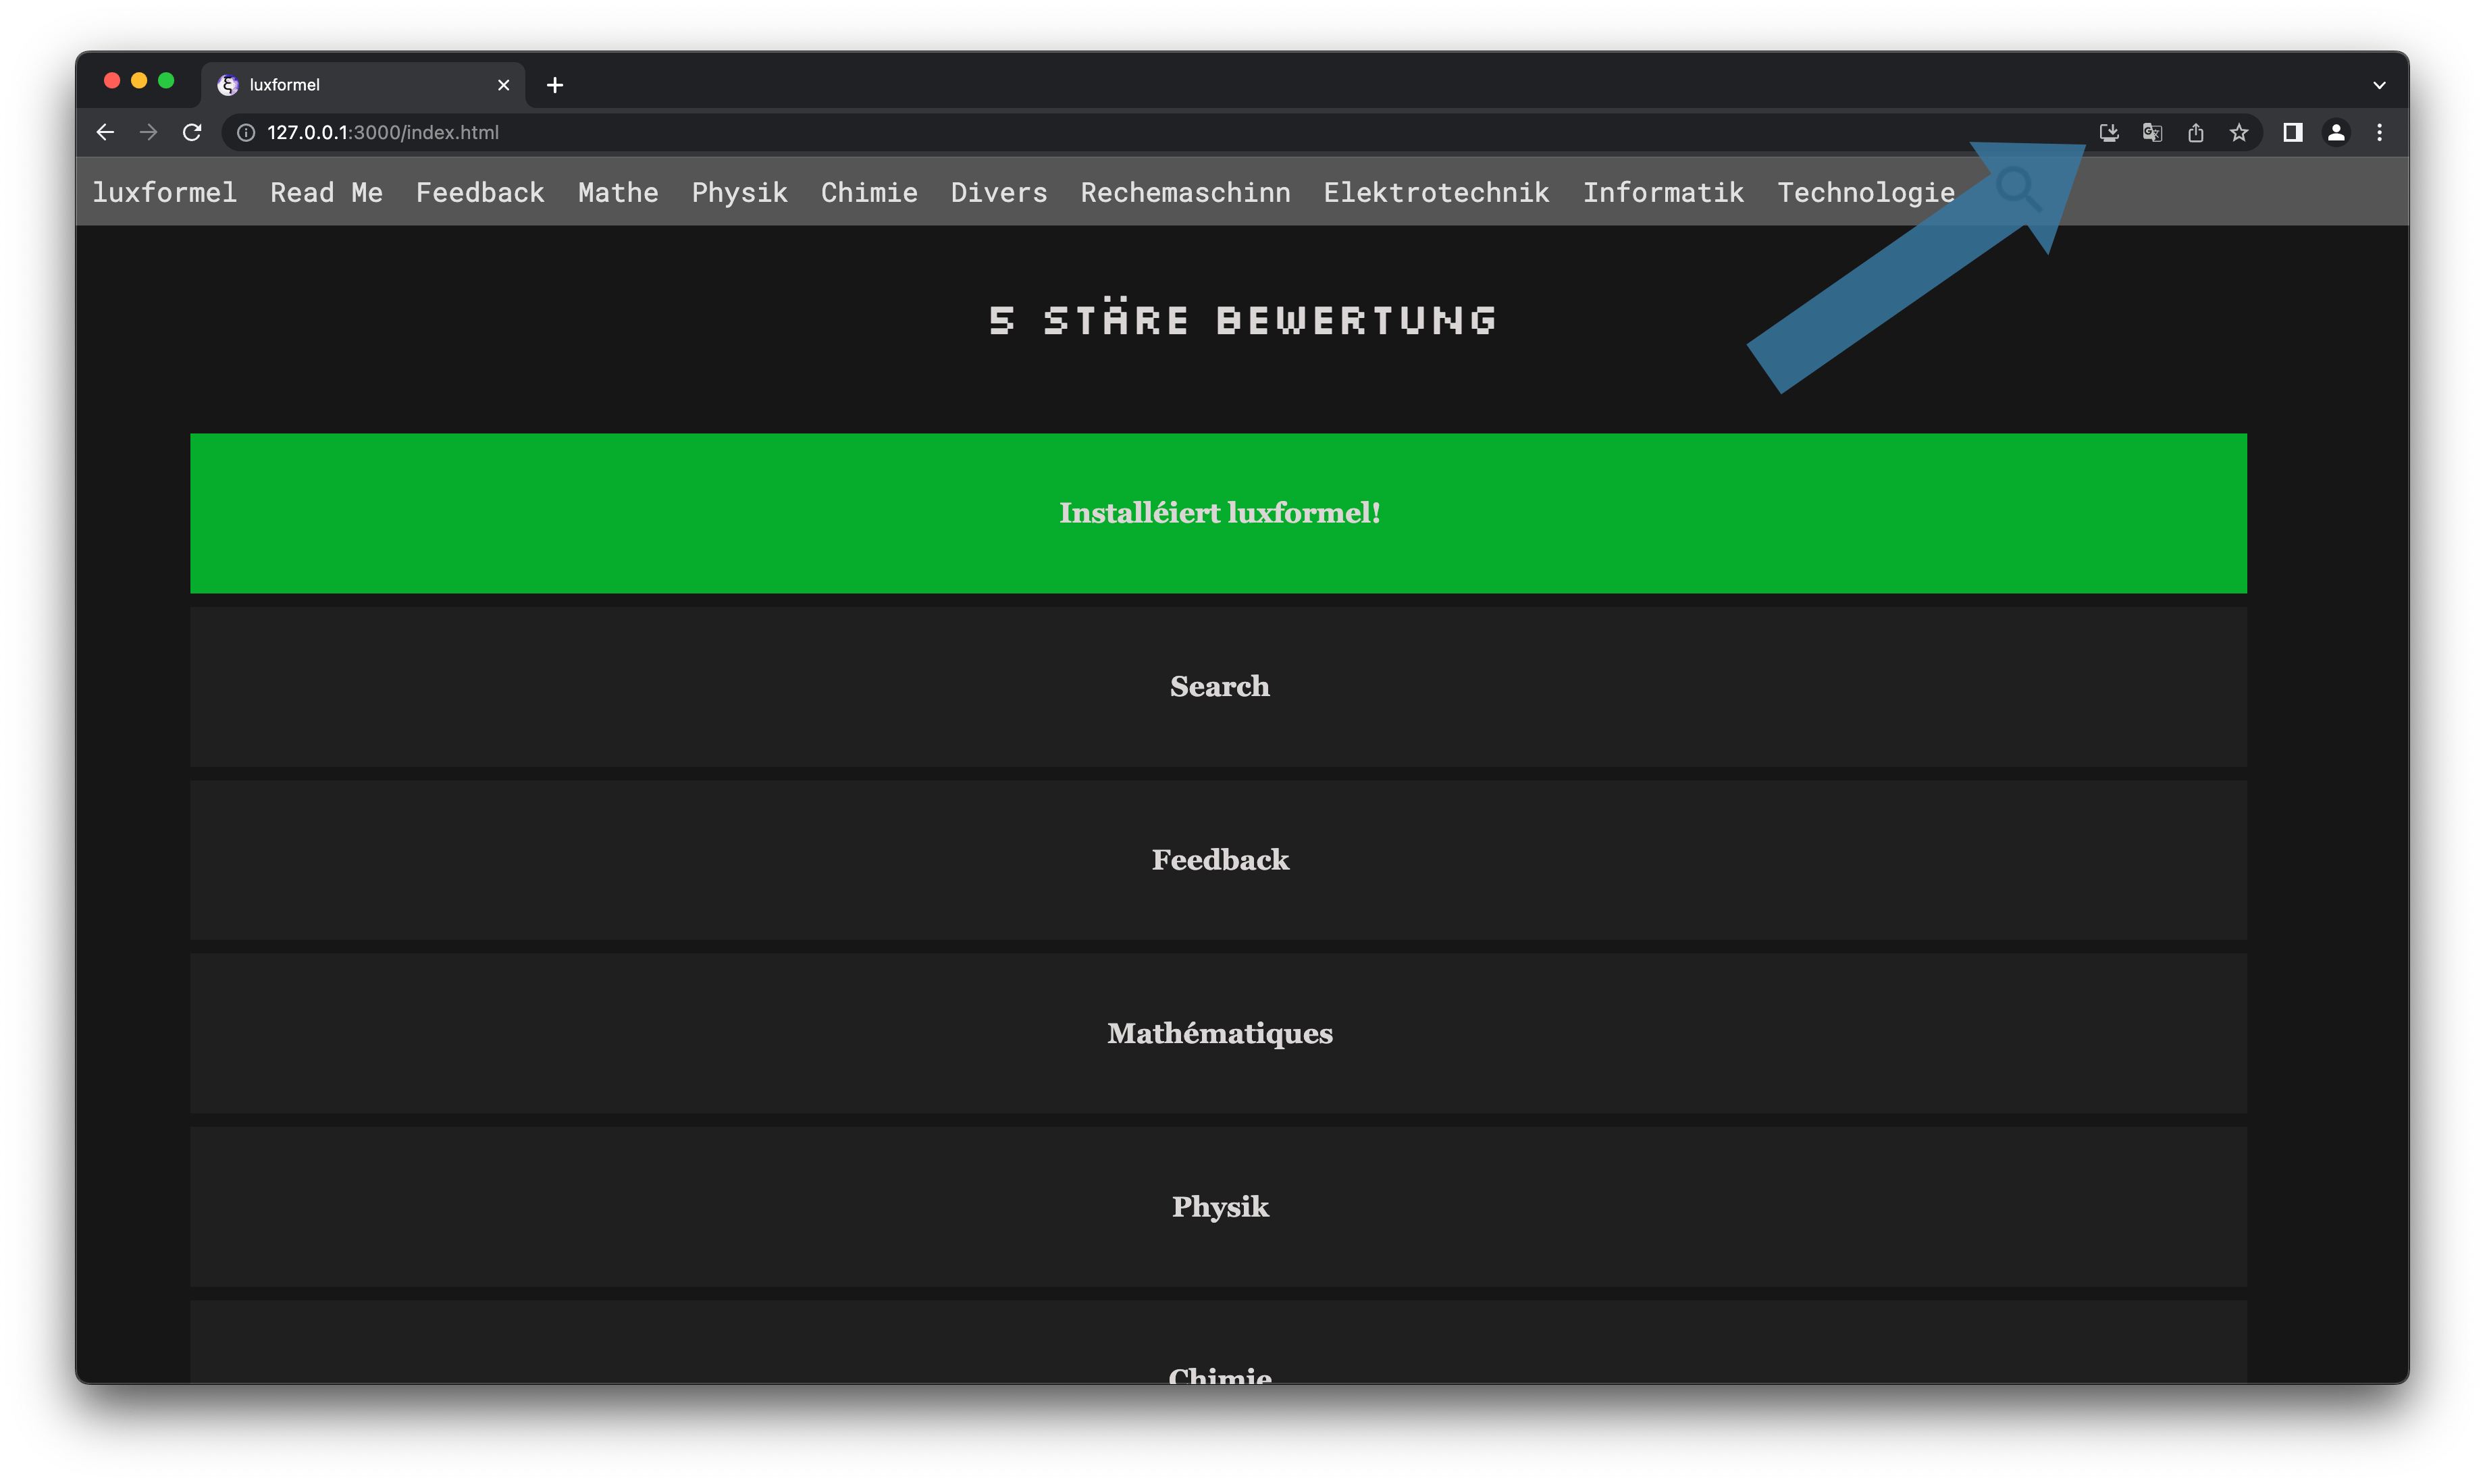 luxformel
127.0.0.1:3000/index.html
luxformel Read Me Feedback Mathe Physik Chimie Divers Rechemaschinn Elektrotechnik Informatik Technologie
5 STÄRE BEWERTUNG
Installéiert luxformel!
Search
Feedback
Mathématiques
Physik
Chimie